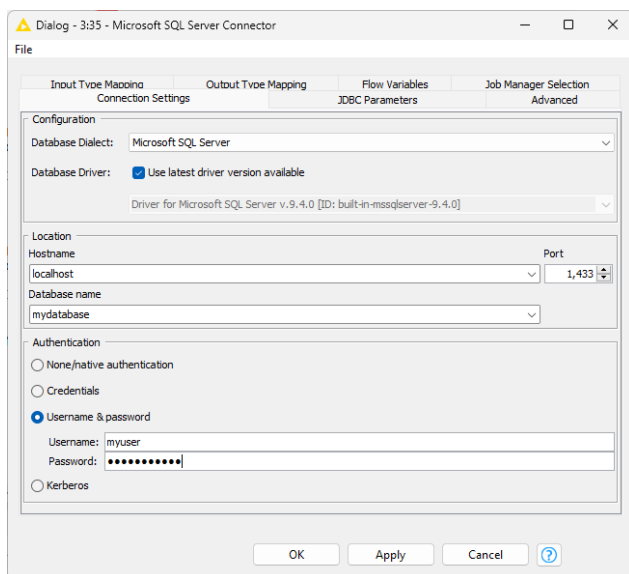 Dialog - 3:35 - Microsoft SQL Server Connector
File
Input Type Mapping Output Type Mapping Flow Variables Job Manager Selection
Connection Settings JDBC Parameters Advanced
Configuration
Database Dialect: Microsoft SQL Server
Database Driver: Use latest driver version available
Driver for Microsoft SQL Server v.9.4.0 [ID: built-in-mssqlserver-9.4.0]
Location
Hostname Port
localhost 1,433
Database name
mydatabase
Authentication
None/native authentication
Credentials
Username & password
Username: myuser
Password: ●●●●●●●●●●●
Kerberos
OK Apply Cancel ?